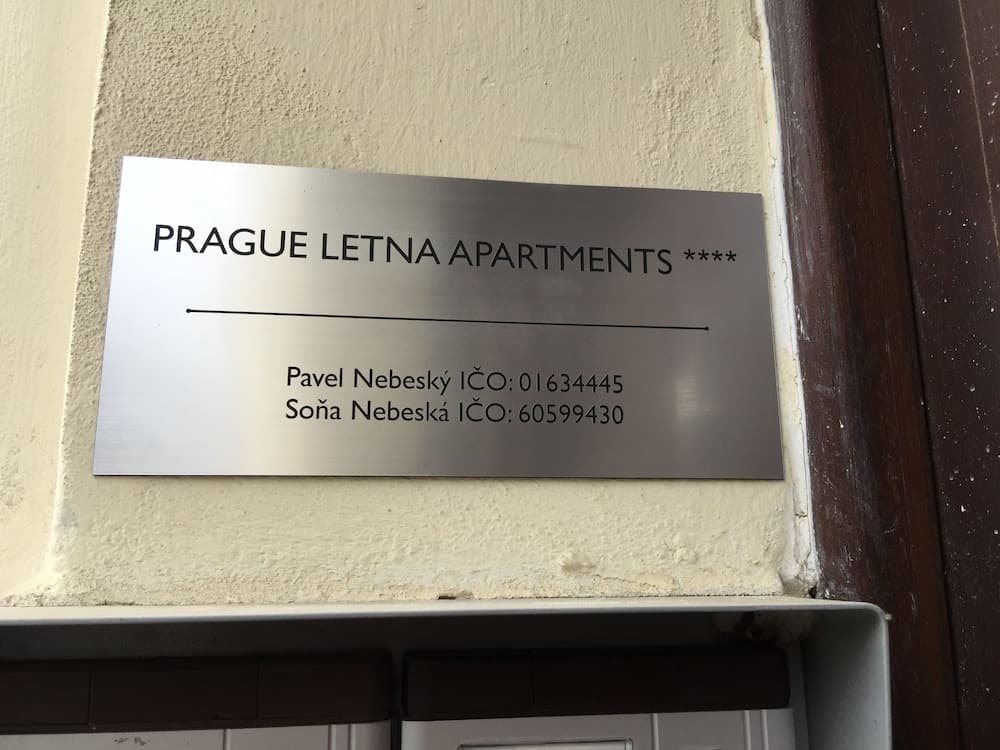 PRAGUE LETNA APARTMENTS ****
Pavel Nebeský IČO: 01634445
Soňa Nebeská IČO: 60599430